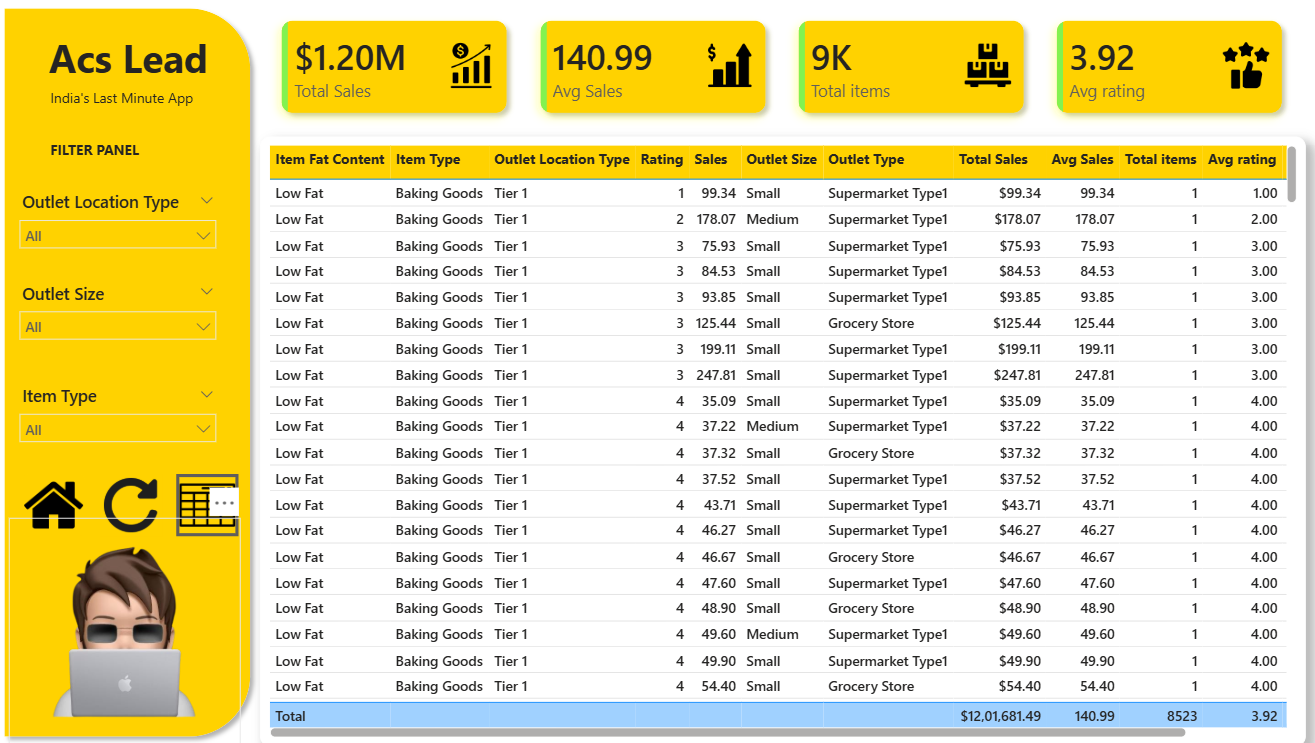 Acs Lead
India's Last Minute App
FILTER PANEL
Outlet Location Type
All
Outlet Size
All
Item Type
All
$1.20M
Total Sales
140.99
Avg Sales
9K
Total items
3.92
Avg rating
Item Fat Content Item Type Outlet Location Type Rating Sales Outlet Size Outlet Type Total Sales Avg Sales Total items Avg rating
Low Fat Baking Goods Tier 1 1 99.34 Small Supermarket Type1 $99.34 99.34 1 1.00
Low Fat Baking Goods Tier 1 2 178.07 Medium Supermarket Type1 $178.07 178.07 1 2.00
Low Fat Baking Goods Tier 1 3 75.93 Small Supermarket Type1 $75.93 75.93 1 3.00
Low Fat Baking Goods Tier 1 3 84.53 Small Supermarket Type1 $84.53 84.53 1 3.00
Low Fat Baking Goods Tier 1 3 93.85 Small Supermarket Type1 $93.85 93.85 1 3.00
Low Fat Baking Goods Tier 1 3 125.44 Small Grocery Store $125.44 125.44 1 3.00
Low Fat Baking Goods Tier 1 3 199.11 Small Supermarket Type1 $199.11 199.11 1 3.00
Low Fat Baking Goods Tier 1 3 247.81 Small Supermarket Type1 $247.81 247.81 1 3.00
Low Fat Baking Goods Tier 1 4 35.09 Small Supermarket Type1 $35.09 35.09 1 4.00
Low Fat Baking Goods Tier 1 4 37.22 Medium Supermarket Type1 $37.22 37.22 1 4.00
Low Fat Baking Goods Tier 1 4 37.32 Small Grocery Store $37.32 37.32 1 4.00
Low Fat Baking Goods Tier 1 4 37.52 Small Supermarket Type1 $37.52 37.52 1 4.00
Low Fat Baking Goods Tier 1 4 43.71 Small Supermarket Type1 $43.71 43.71 1 4.00
Low Fat Baking Goods Tier 1 4 46.27 Small Supermarket Type1 $46.27 46.27 1 4.00
Low Fat Baking Goods Tier 1 4 46.67 Small Grocery Store $46.67 46.67 1 4.00
Low Fat Baking Goods Tier 1 4 47.60 Small Supermarket Type1 $47.60 47.60 1 4.00
Low Fat Baking Goods Tier 1 4 48.90 Small Grocery Store $48.90 48.90 1 4.00
Low Fat Baking Goods Tier 1 4 49.60 Medium Supermarket Type1 $49.60 49.60 1 4.00
Low Fat Baking Goods Tier 1 4 49.90 Small Supermarket Type1 $49.90 49.90 1 4.00
Low Fat Baking Goods Tier 1 4 54.40 Small Grocery Store $54.40 54.40 1 4.00
Total $12,01,681.49 140.99 8523 3.92